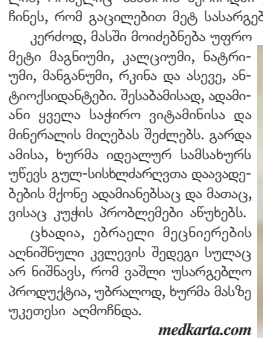 ჩინეს, რომ გაცილებით მეტ სასარგებ
კერძოდ, მასში მოიძებნება უფრო
მეტი მაგნიუმი, კალციუმი, ნატრი-
უმი, მანგანუმი, რკინა და ასევე, ან-
ტიოქსიდანტები. შესაბამისად, ადამი-
ანი ყველა საჭირო ვიტამინისა და
მინერალის მიღებას შეძლებს. გარდა
ამისა, ხურმა იდეალურ სამსახურს
უწევს გულ-სისხლძარღვთა დაავადე-
ბების მქონე ადამიანებსაც და მათაც,
ვისაც კუჭის პრობლემები აწუხებს.
ცხადია, ებრაელი მეცნიერების
აღნიშნული კვლევის შედეგი სულაც
არ ნიშნავს, რომ ვაშლი უსარგებლო
პროდუქტია, უბრალოდ, ხურმა მასზე
უკეთესი აღმოჩნდა.
medkarta.com